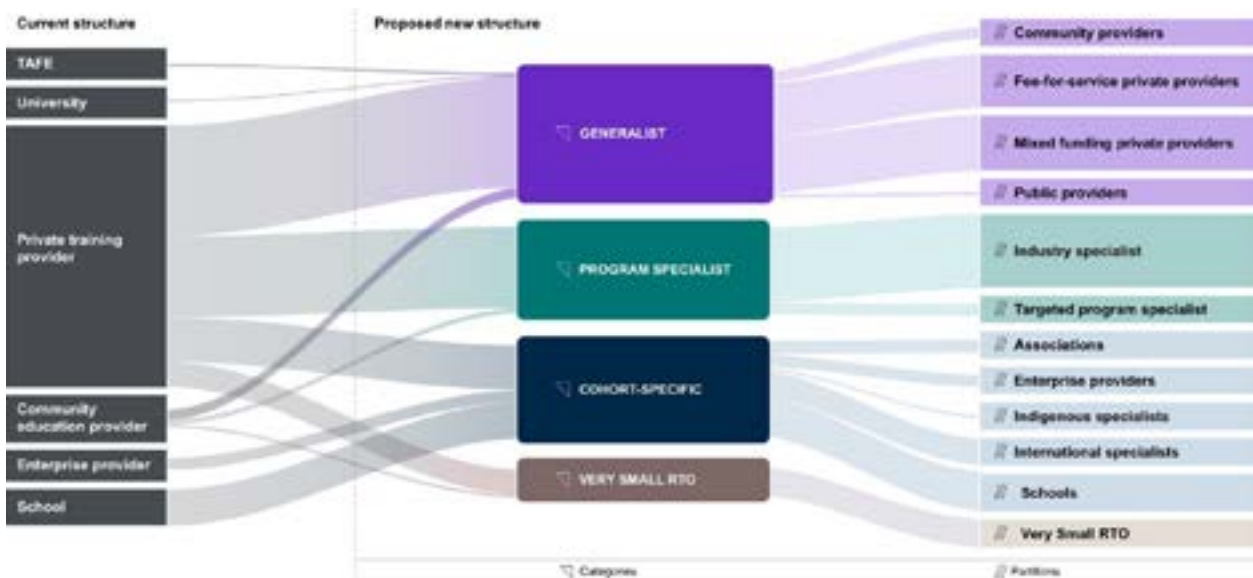 Current structure
Proposed new structure
TAFE
University
Private training
provider
Community
education provider
Enterprise provider
School
GENERALIST
PROGRAM SPECIALIST
COHORT-SPECIFIC
VERY SMALL RTO
Community providers
Fee-for-service private providers
Mixed funding private providers
Public providers
Industry specialist
Targeted program specialist
Associations
Enterprise providers
Indigenous specialists
International specialists
Schools
Very Small RTO
Categories
Partitions